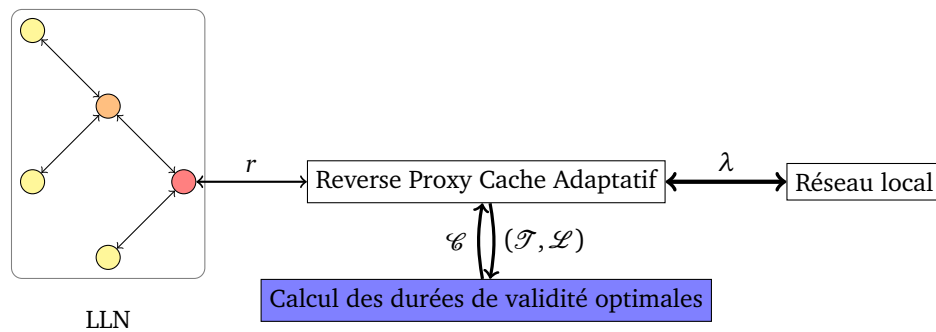 r
λ
Reverse Proxy Cache Adaptatif
Réseau local
𝒞
(𝒯, ℒ)
Calcul des durées de validité optimales
LLN